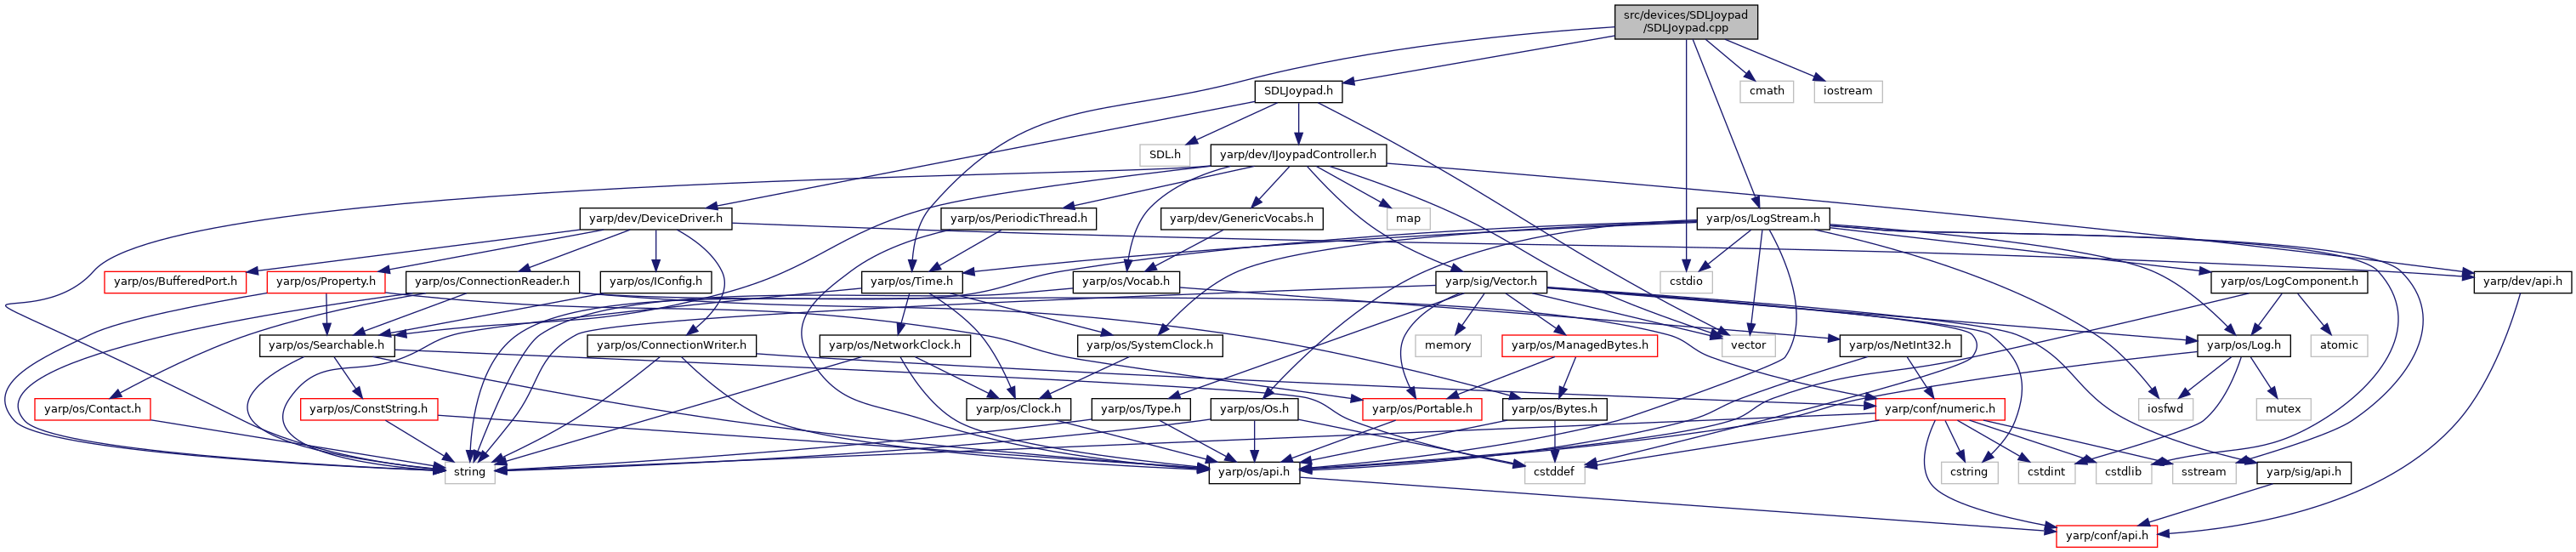 src/devices/SDLJoypad
/SDLJoypad.cpp
SDLJoypad.h
cmath
iostream
SDL.h
yarp/dev/IJoypadController.h
yarp/dev/DeviceDriver.h
yarp/os/PeriodicThread.h
yarp/dev/GenericVocabs.h
map
yarp/os/LogStream.h
yarp/os/BufferedPort.h
yarp/os/Property.h
yarp/os/ConnectionReader.h
yarp/os/IConfig.h
yarp/os/Time.h
yarp/os/Vocab.h
yarp/sig/Vector.h
cstdio
yarp/os/LogComponent.h
yarp/dev/api.h
yarp/os/Searchable.h
yarp/os/ConnectionWriter.h
yarp/os/NetworkClock.h
yarp/os/SystemClock.h
memory
yarp/os/ManagedBytes.h
vector
yarp/os/NetInt32.h
yarp/os/Log.h
atomic
yarp/os/Contact.h
yarp/os/ConstString.h
yarp/os/Clock.h
yarp/os/Type.h
yarp/os/Os.h
yarp/os/Portable.h
yarp/os/Bytes.h
yarp/conf/numeric.h
iosfwd
mutex
string
yarp/os/api.h
cstddef
cstring
cstdint
cstdlib
sstream
yarp/sig/api.h
yarp/conf/api.h